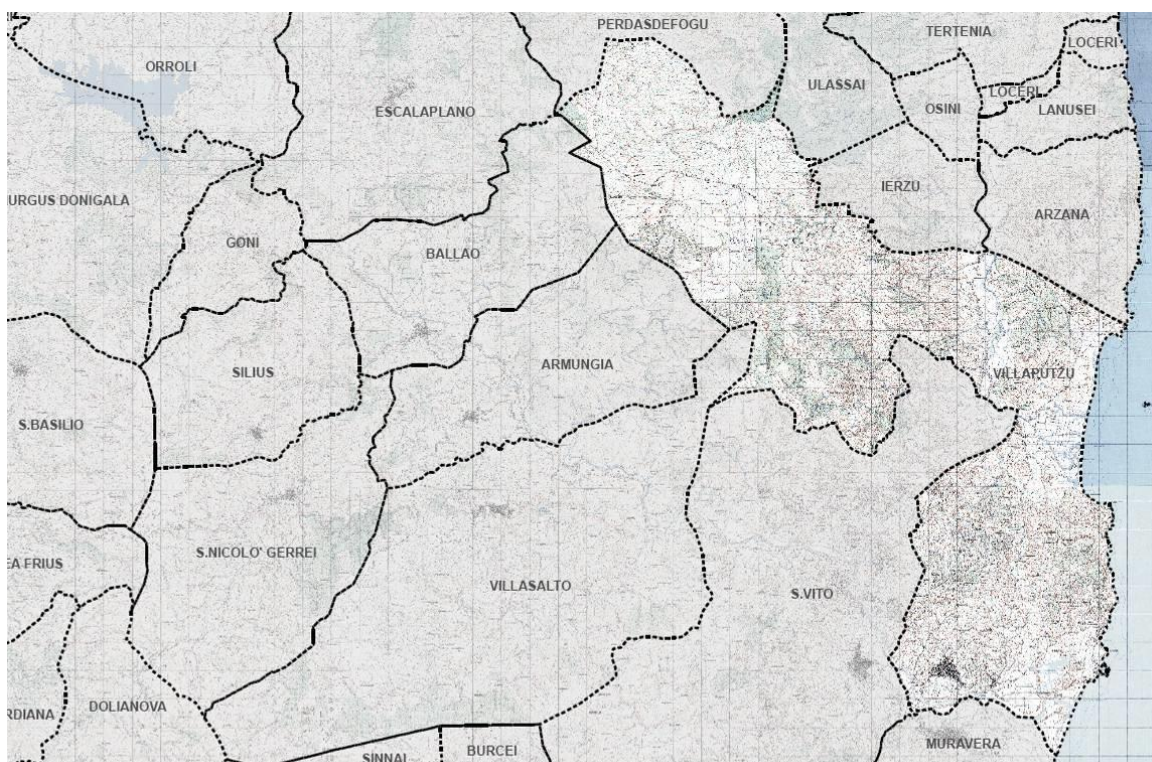 PERDASDEFOGU
TERTENIA
LOCERI
ORROLI
ULASSAI
LOCERI
ESCALAPLANO
OSINI
LANUSEI
IERZU
URGUS DONIGALA
ARZANA
GONI
BALLAO
ARMUNGIA
SILIUS
VILLAPUTZU
S.BASILIO
S.NICOLO' GERREI
EA FRIUS
VILLASALTO
S.VITO
RDIANA
DOLIANOVA
MURAVERA
BURCEI
SINNAI